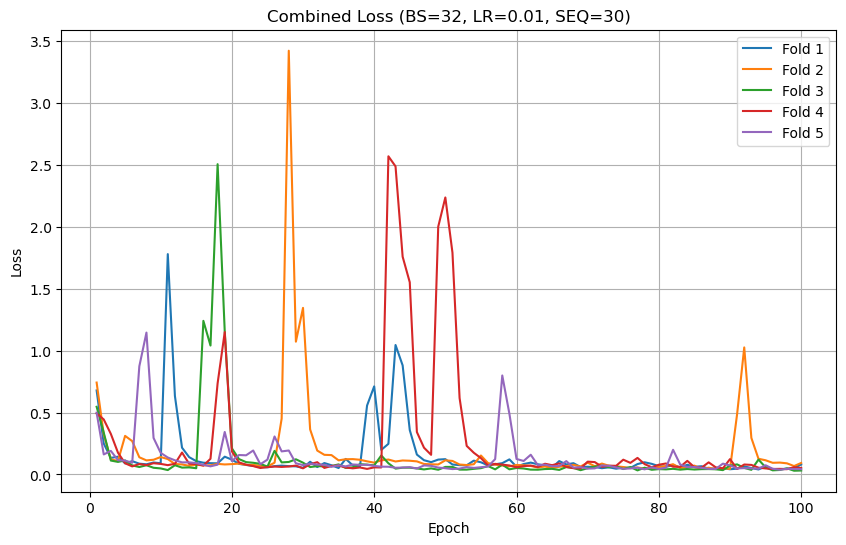 Combined Loss (BS=32, LR=0.01, SEQ=30)
3.5
3.0
2.5
2.0
1.5
1.0
0.5
0.0
Loss
0 20 40 60 80 100
Epoch
Fold 1
Fold 2
Fold 3
Fold 4
Fold 5